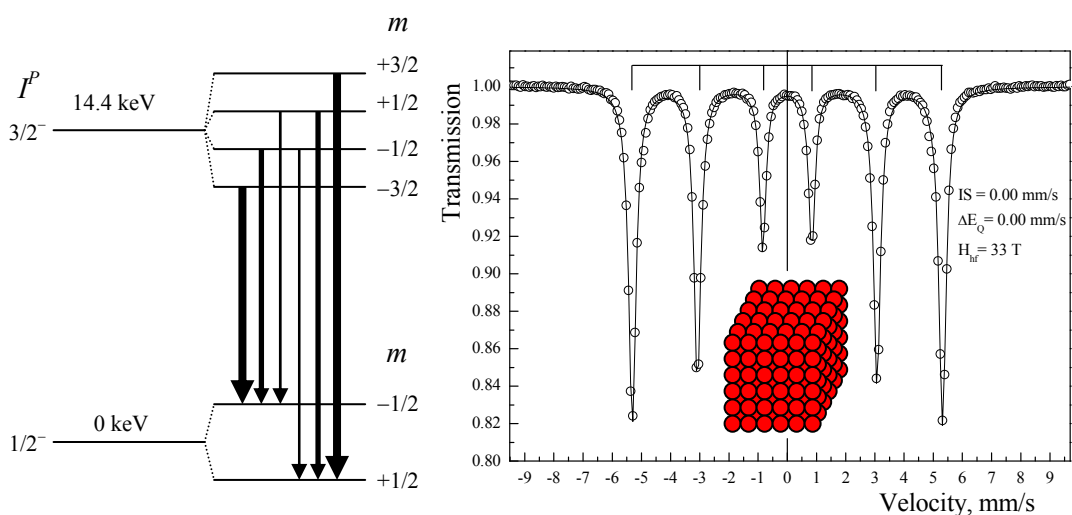 m
+3/2
I^P
14.4 keV
+1/2
3/2⁻
−1/2
−3/2
m
0 keV
−1/2
1/2⁻
+1/2
Transmission
1.00
0.98
0.96
0.94
0.92
0.90
0.88
0.86
0.84
0.82
0.80
IS = 0.00 mm/s
ΔE_Q = 0.00 mm/s
H_hf = 33 T
-9 -8 -7 -6 -5 -4 -3 -2 -1 0 1 2 3 4 5 6 7 8 9
Velocity, mm/s